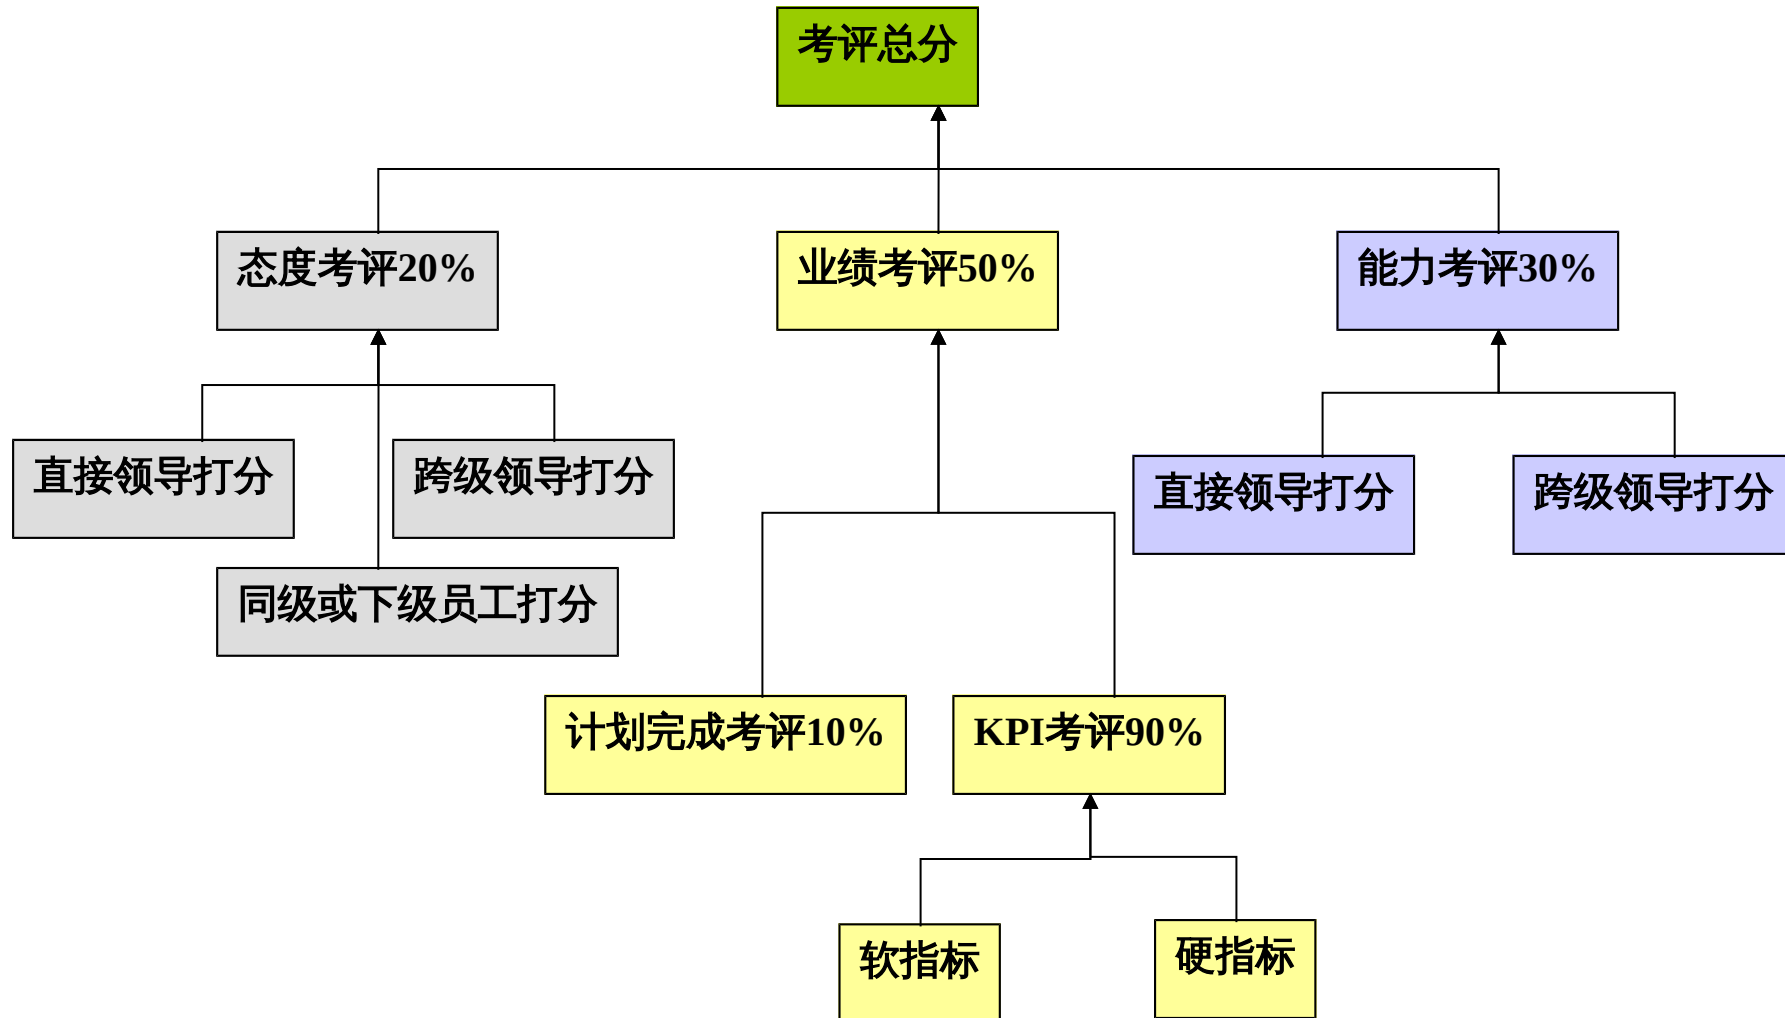 考评总分
态度考评20%
业绩考评50%
能力考评30%
直接领导打分
跨级领导打分
直接领导打分
跨级领导打分
同级或下级员工打分
计划完成考评10%
KPI考评90%
软指标
硬指标